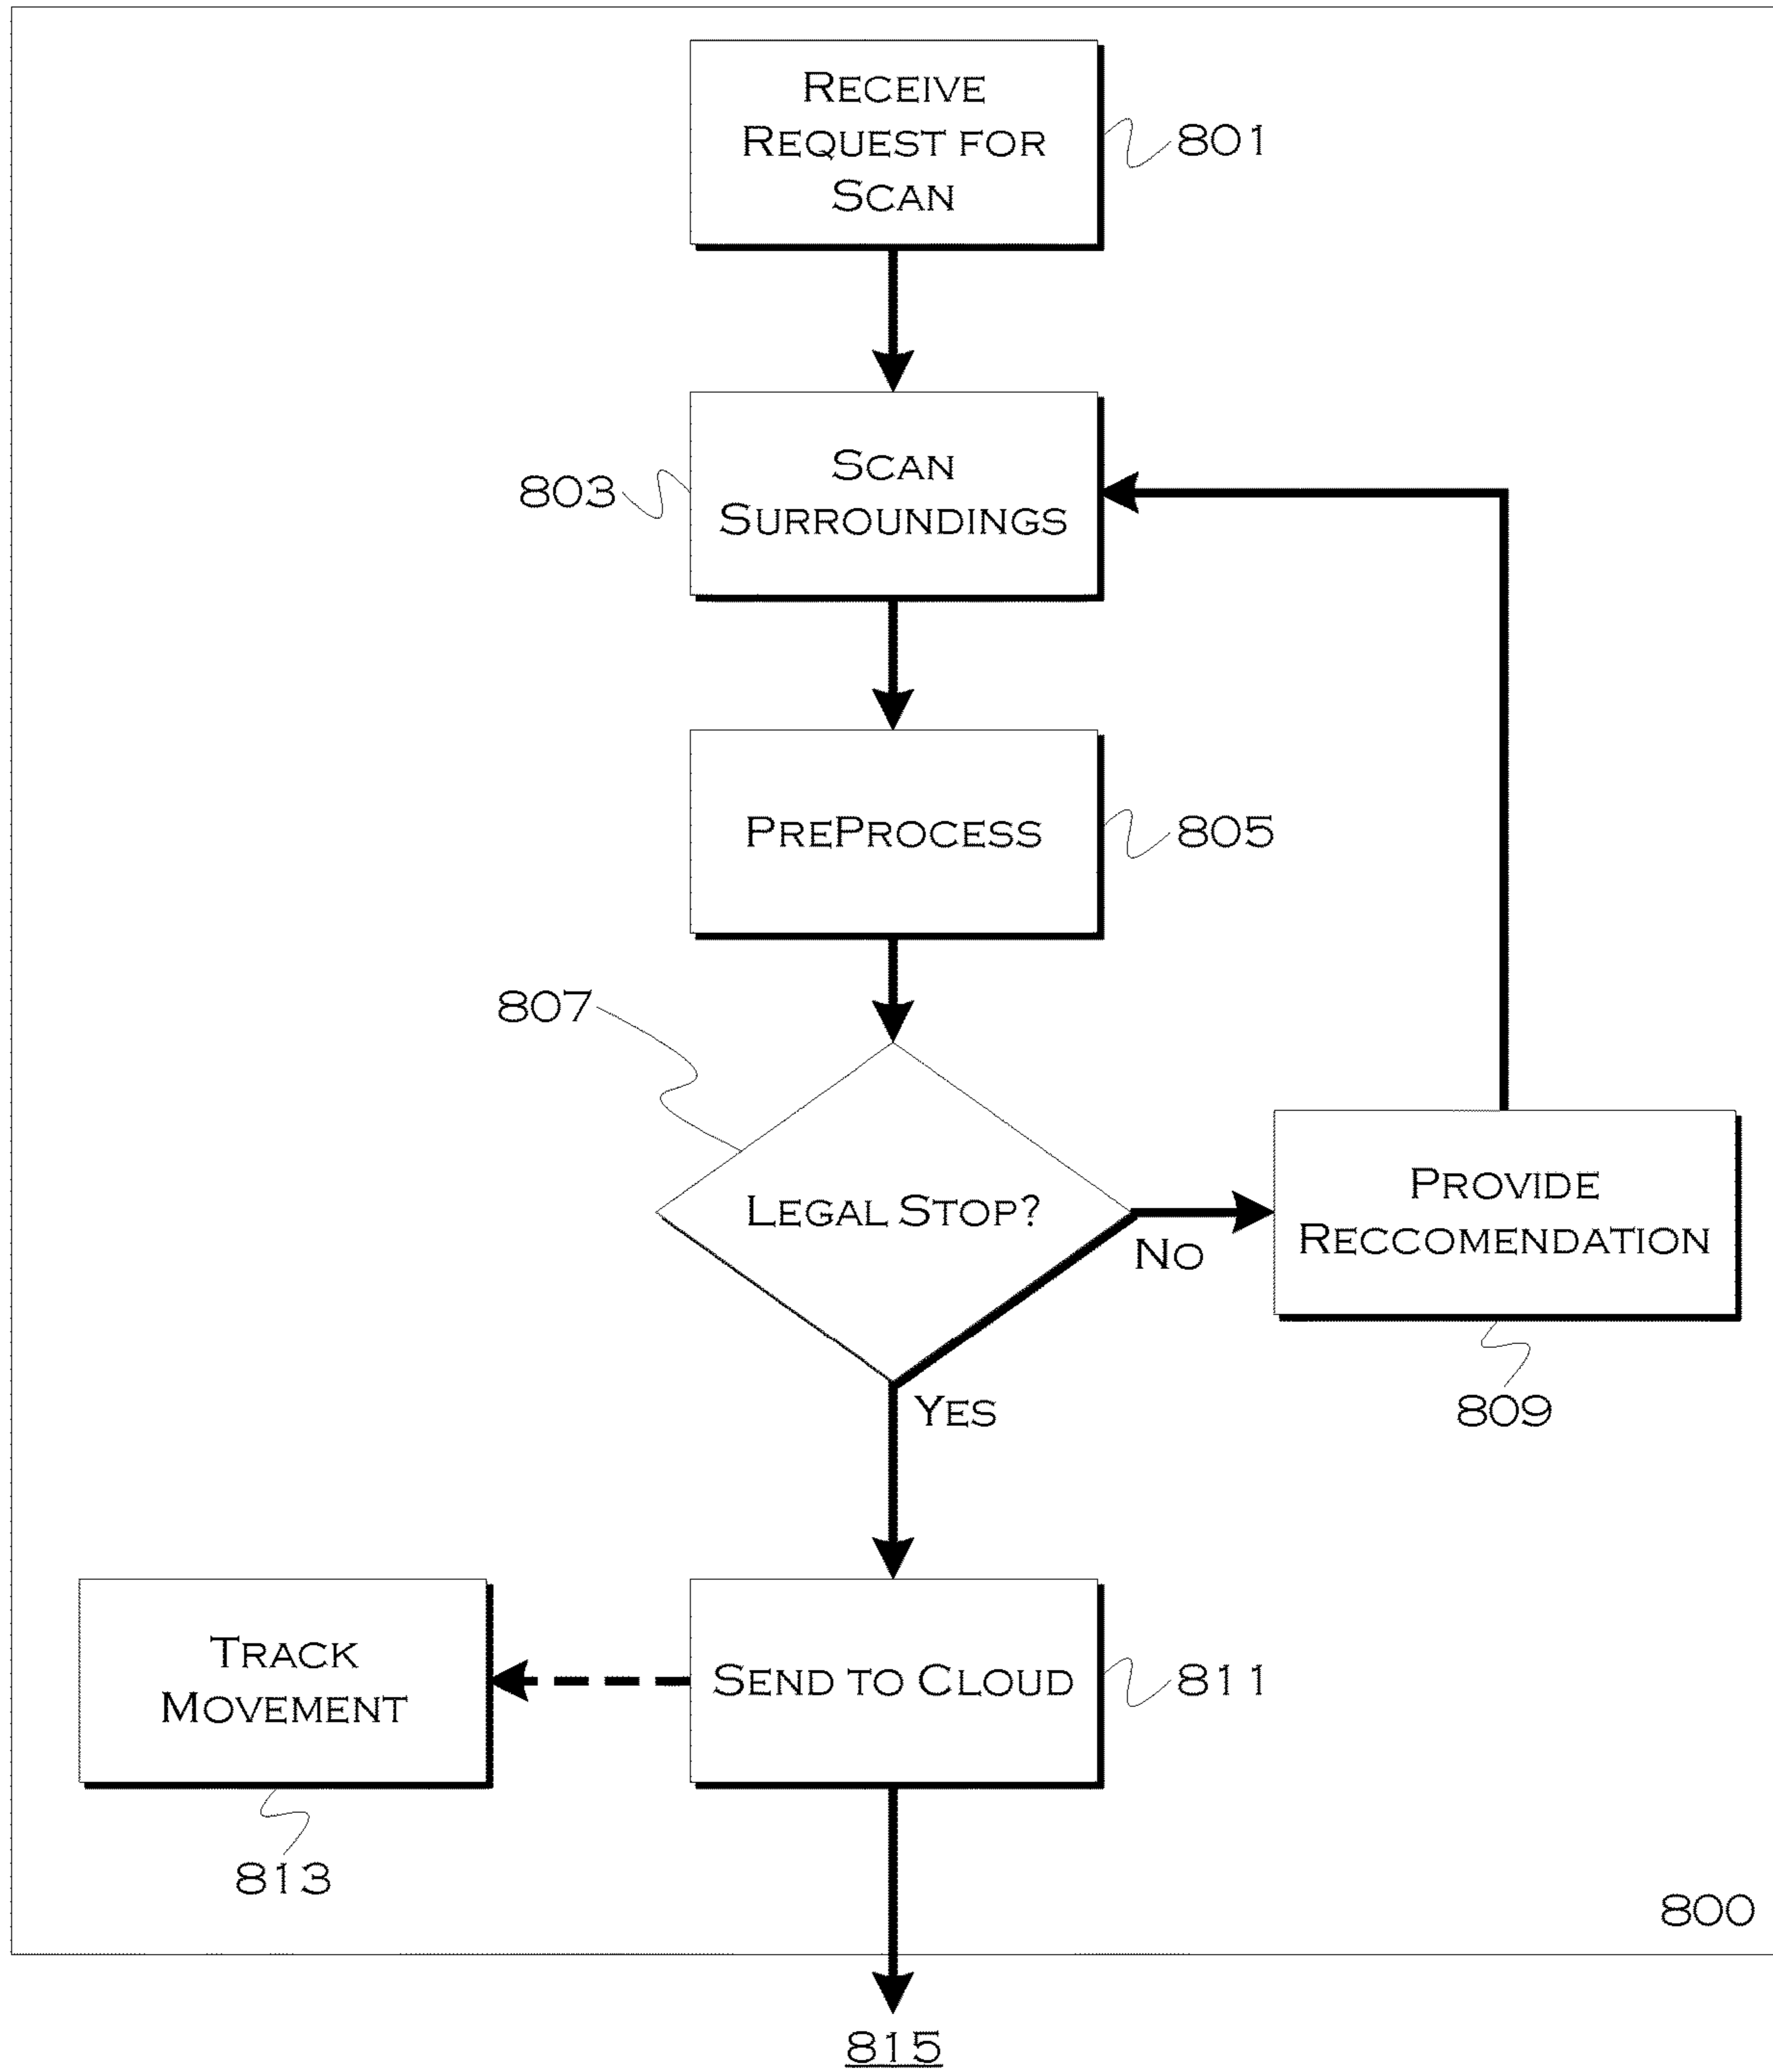 Receive
Request for
Scan
801
Scan
Surroundings
803
PreProcess
805
807
Legal Stop?
No
Yes
Provide
Reccomendation
809
Track
Movement
813
Send to Cloud
811
800
815